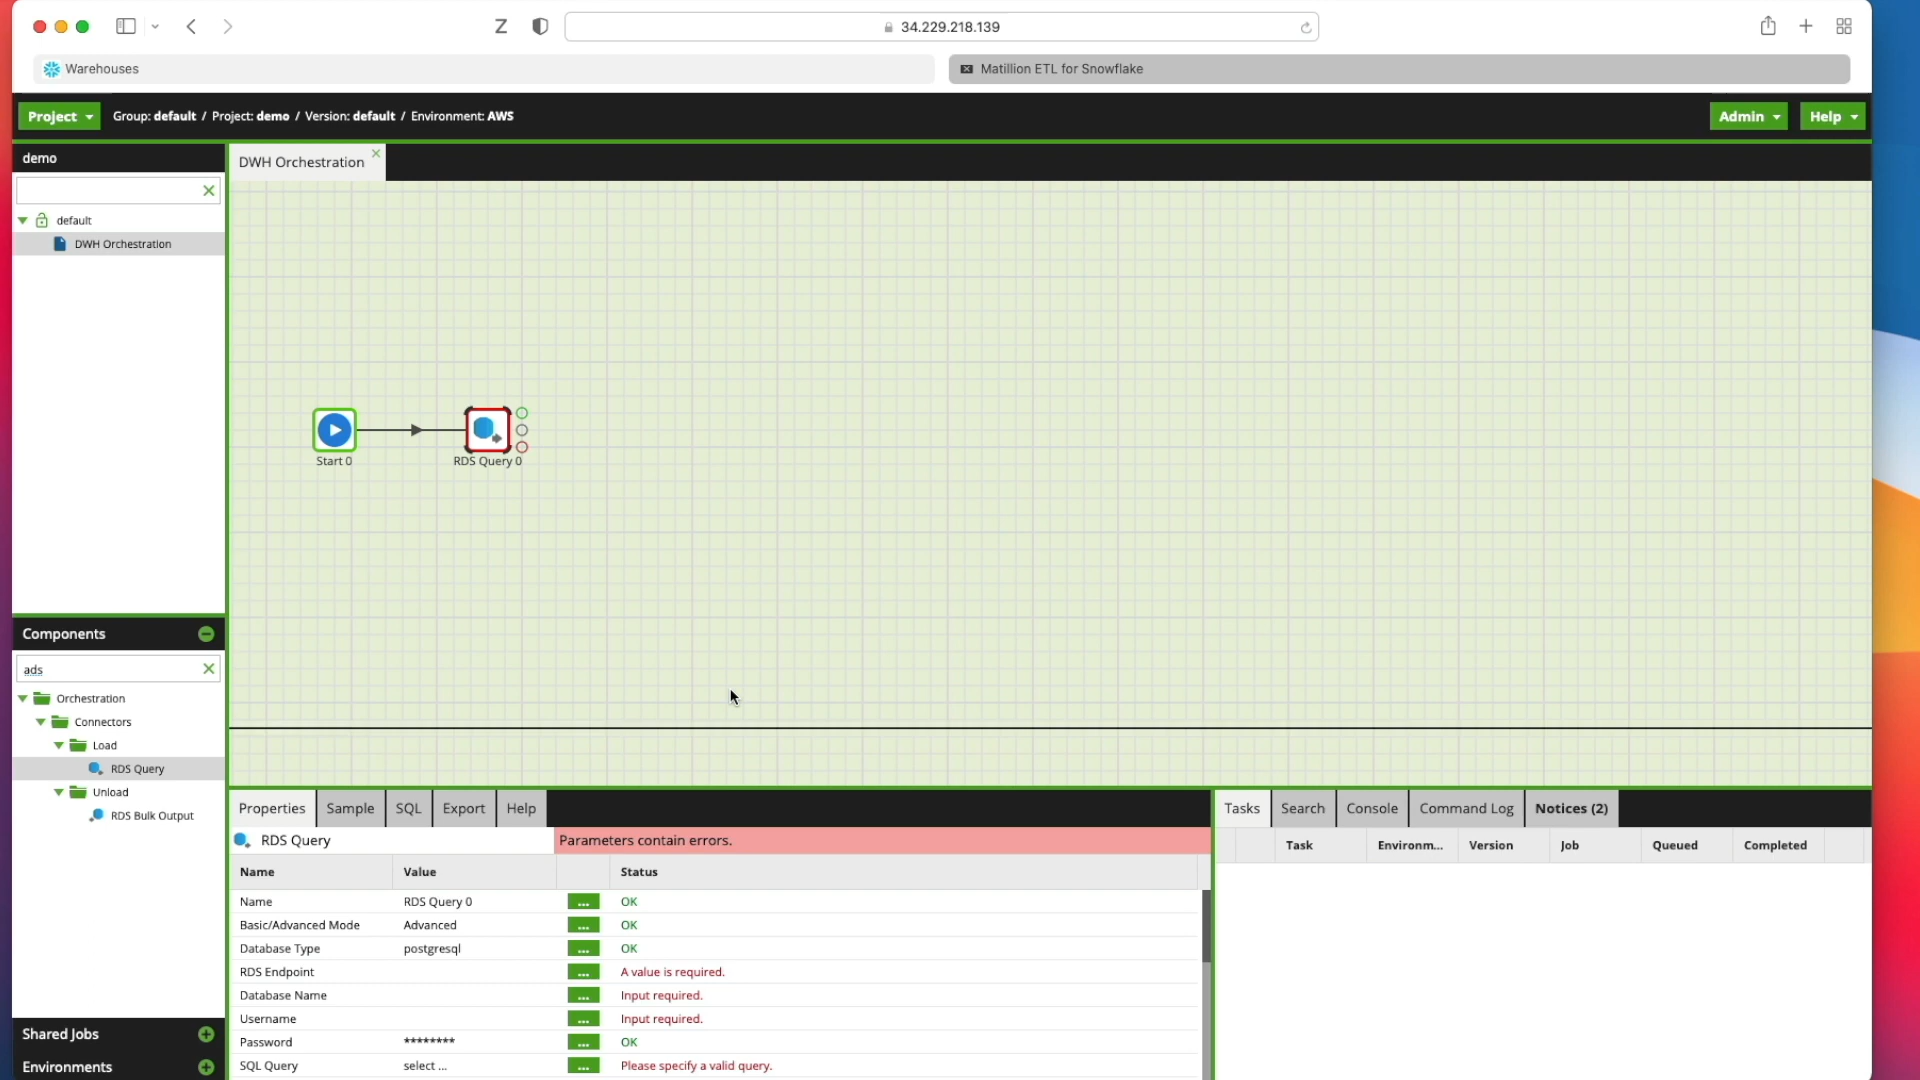 Z
34.229.218.139
Warehouses
Matillion ETL for Snowflake
Project
Group: default / Project: demo / Version: default / Environment: AWS
Admin
Help
demo
DWH Orchestration
default
DWH Orchestration
Start 0
RDS Query 0
Components
ads
Orchestration
Connectors
Load
RDS Query
Unload
RDS Bulk Output
Shared Jobs
Environments
Properties
Sample
SQL
Export
Help
RDS Query
Parameters contain errors.
Name Value Status
Name RDS Query 0 ... OK
Basic/Advanced Mode Advanced ... OK
Database Type postgresql ... OK
RDS Endpoint ... A value is required.
Database Name ... Input required.
Username ... Input required.
Password ******** ... OK
SQL Query select ... ... Please specify a valid query.
Tasks
Search
Console
Command Log
Notices (2)
Task Environm... Version Job Queued Completed